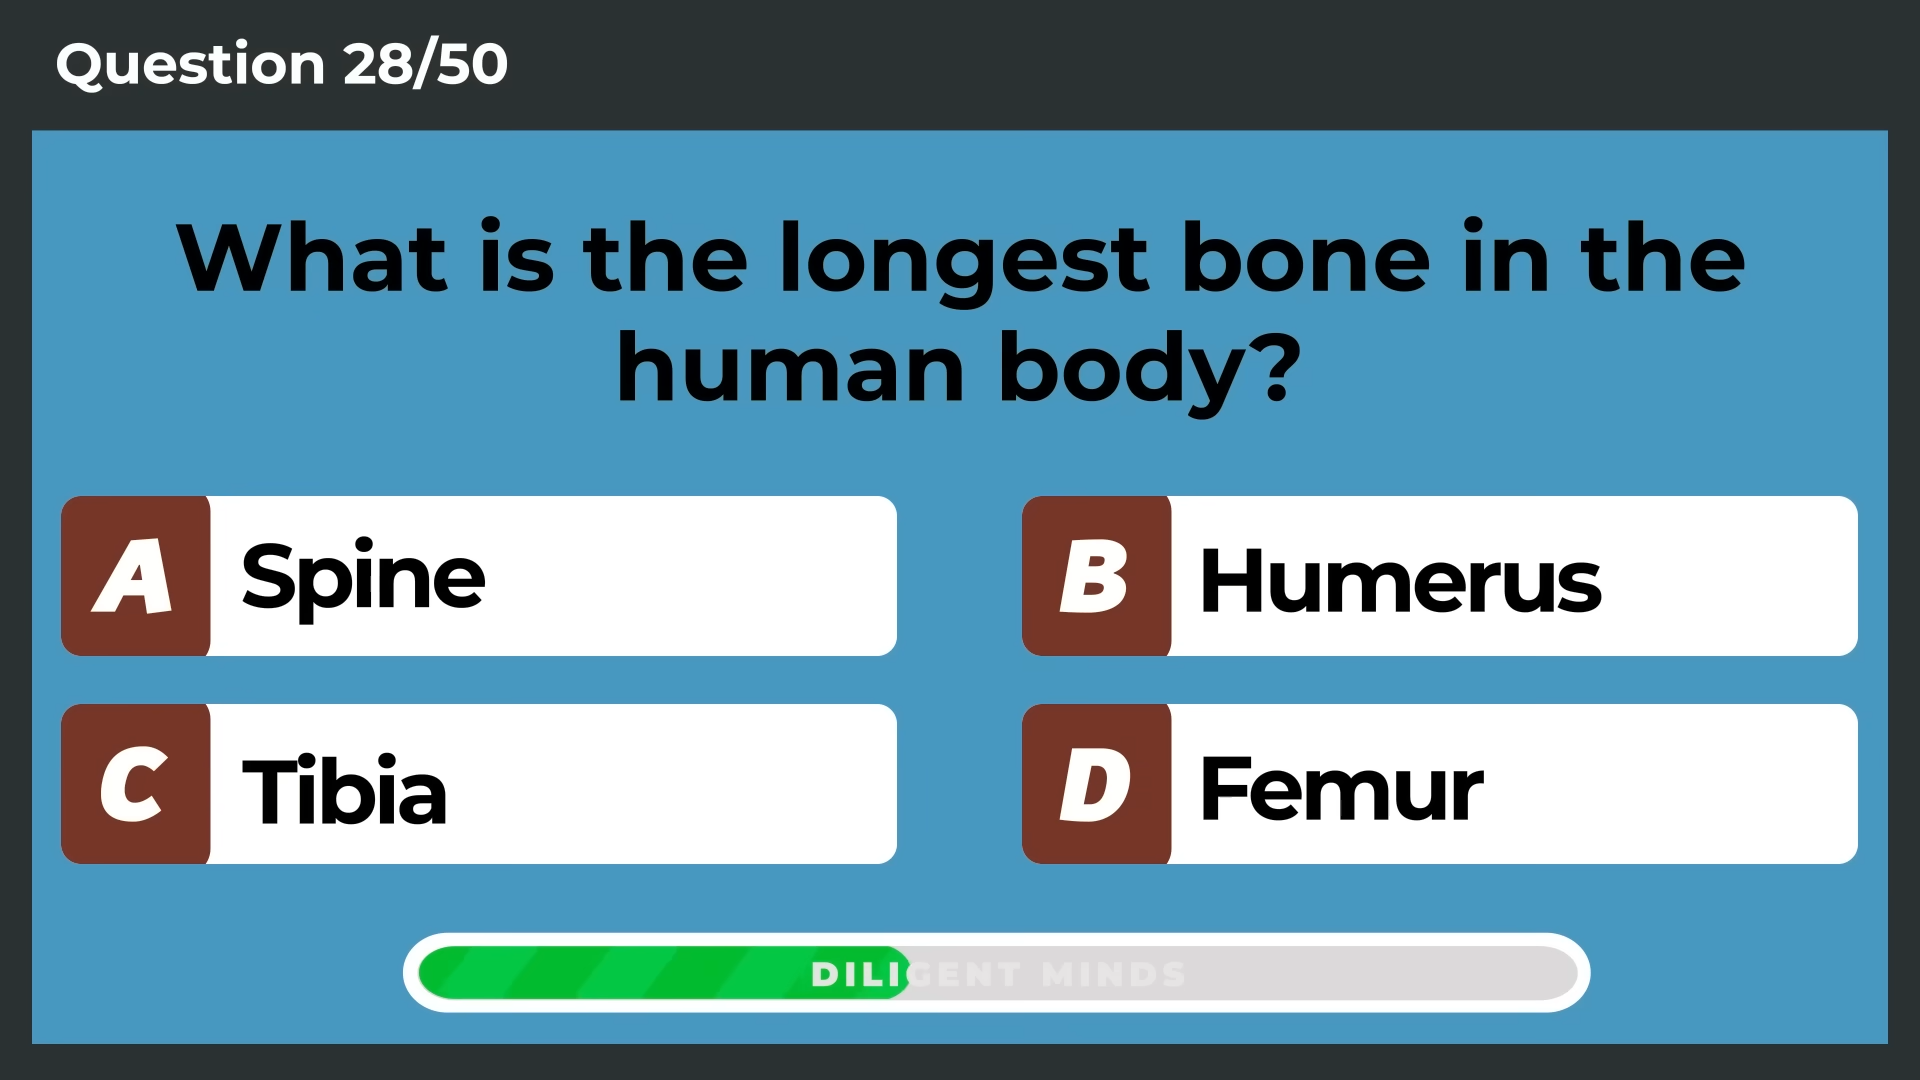 Question 28/50
What is the longest bone in the
human body?
A Spine
B Humerus
C Tibia
D Femur
DILIGENT MINDS